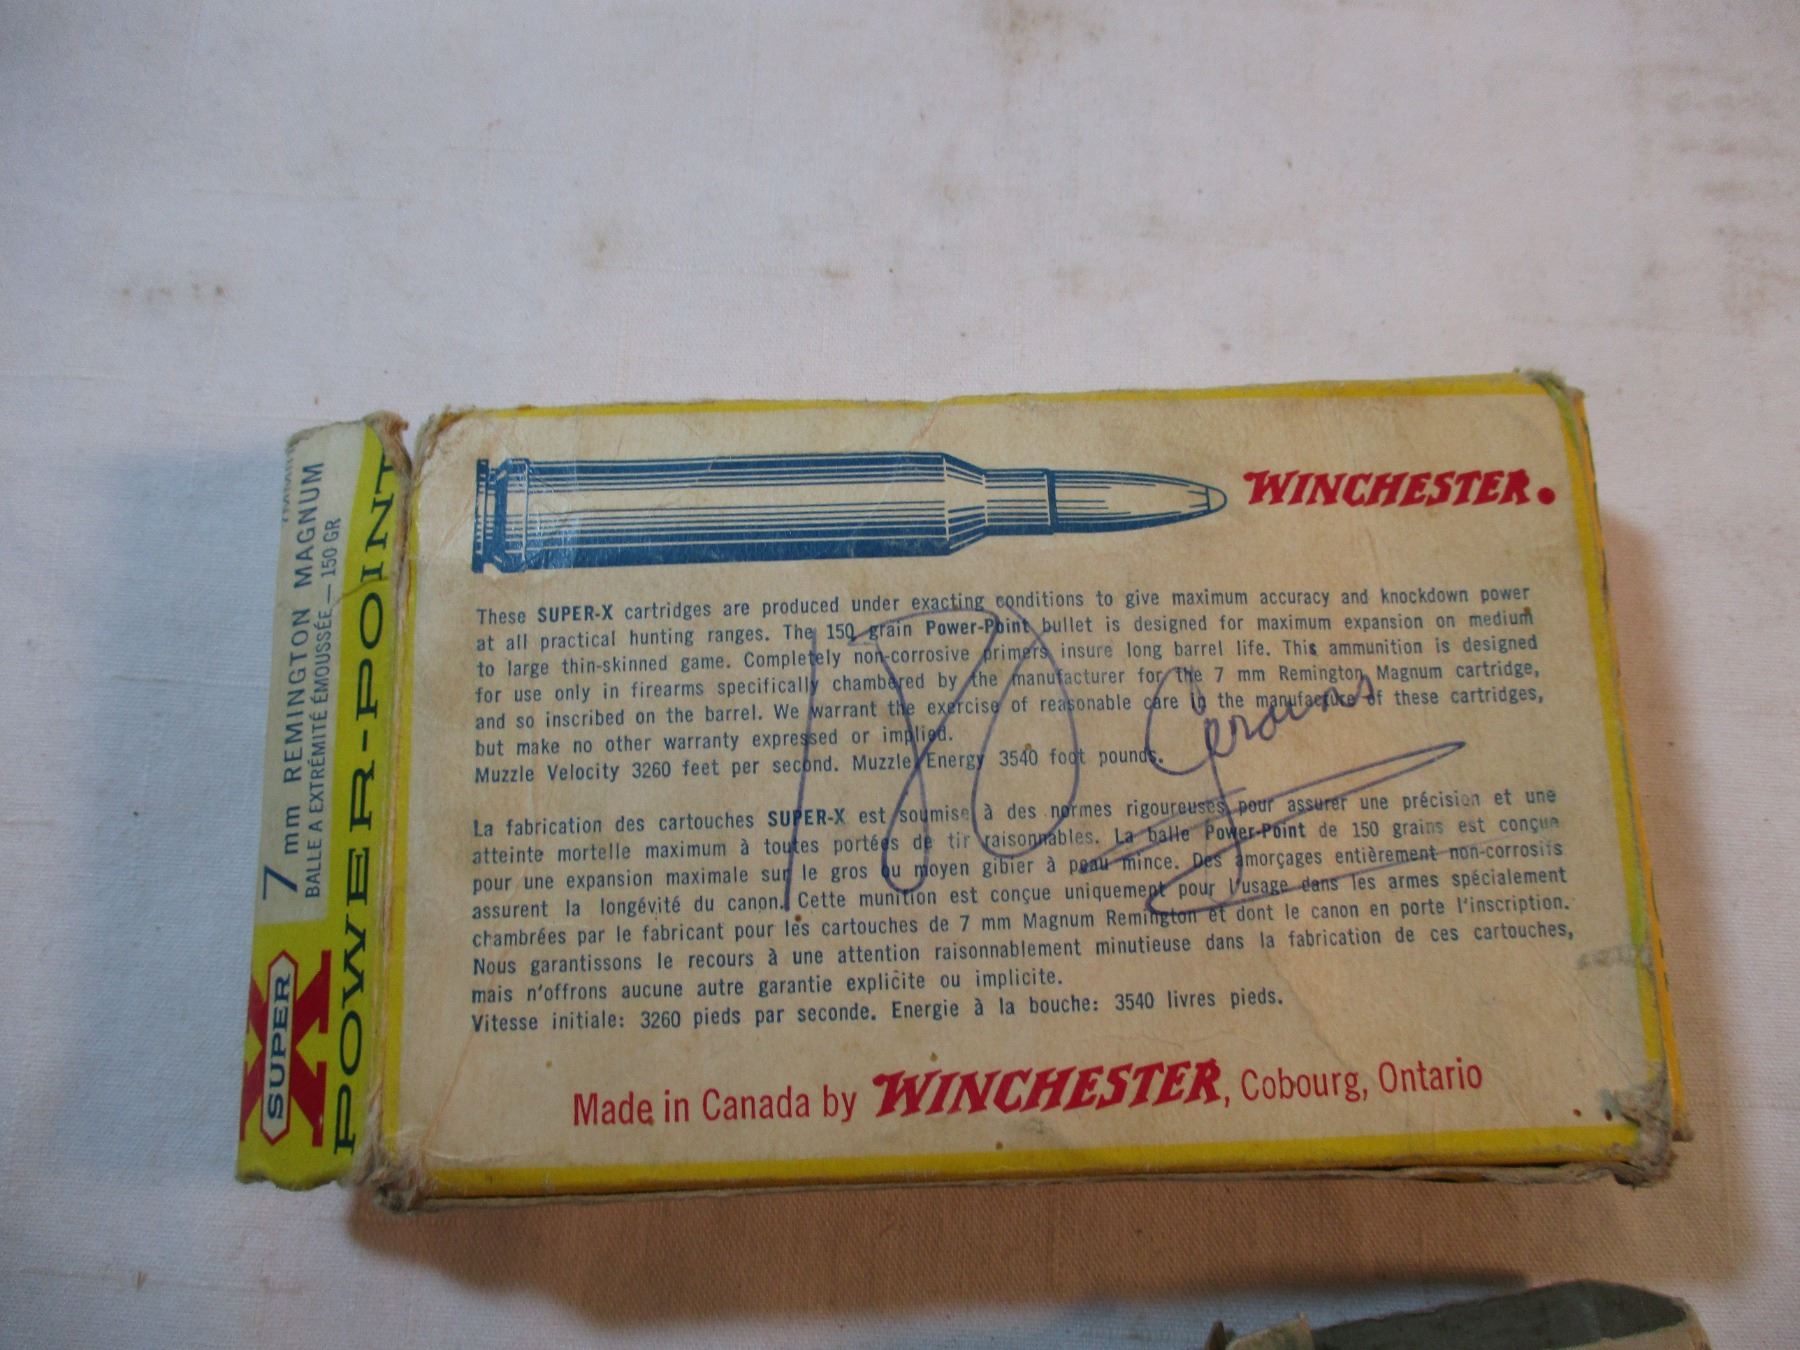 7 mm REMINGTON MAGNUM
BALLE A EXTRÉMITÉ ÉMOUSSÉE — 150 GR
SUPER X
POWER-POINT
WINCHESTER.
These SUPER-X cartridges are produced under exacting conditions to give maximum accuracy and knockdown power
at all practical hunting ranges. The 150 grain Power-Point bullet is designed for maximum expansion on medium
to large thin-skinned game. Completely non-corrosive primers insure long barrel life. This ammunition is designed
for use only in firearms specifically chambered by the manufacturer for the 7 mm Remington Magnum cartridge,
and so inscribed on the barrel. We warrant the exercise of reasonable care in the manufacture of these cartridges,
but make no other warranty expressed or implied.
Muzzle Velocity 3260 feet per second. Muzzle Energy 3540 foot pounds.
grains
La fabrication des cartouches SUPER-X est soumise à des normes rigoureuses pour assurer une précision et une
atteinte mortelle maximum à toutes portées de tir raisonnables. La balle Power-Point de 150 grains est conçue
pour une expansion maximale sur le gros ou moyen gibier à peau mince. Des amorçages entièrement non-corrosifs
assurent la longévité du canon. Cette munition est conçue uniquement pour l'usage dans les armes spécialement
chambrées par le fabricant pour les cartouches de 7 mm Magnum Remington et dont le canon en porte l'inscription.
Nous garantissons le recours à une attention raisonnablement minutieuse dans la fabrication de ces cartouches,
mais n'offrons aucune autre garantie explicite ou implicite.
Vitesse initiale: 3260 pieds par seconde. Energie à la bouche: 3540 livres pieds.
Made in Canada by WINCHESTER, Cobourg, Ontario